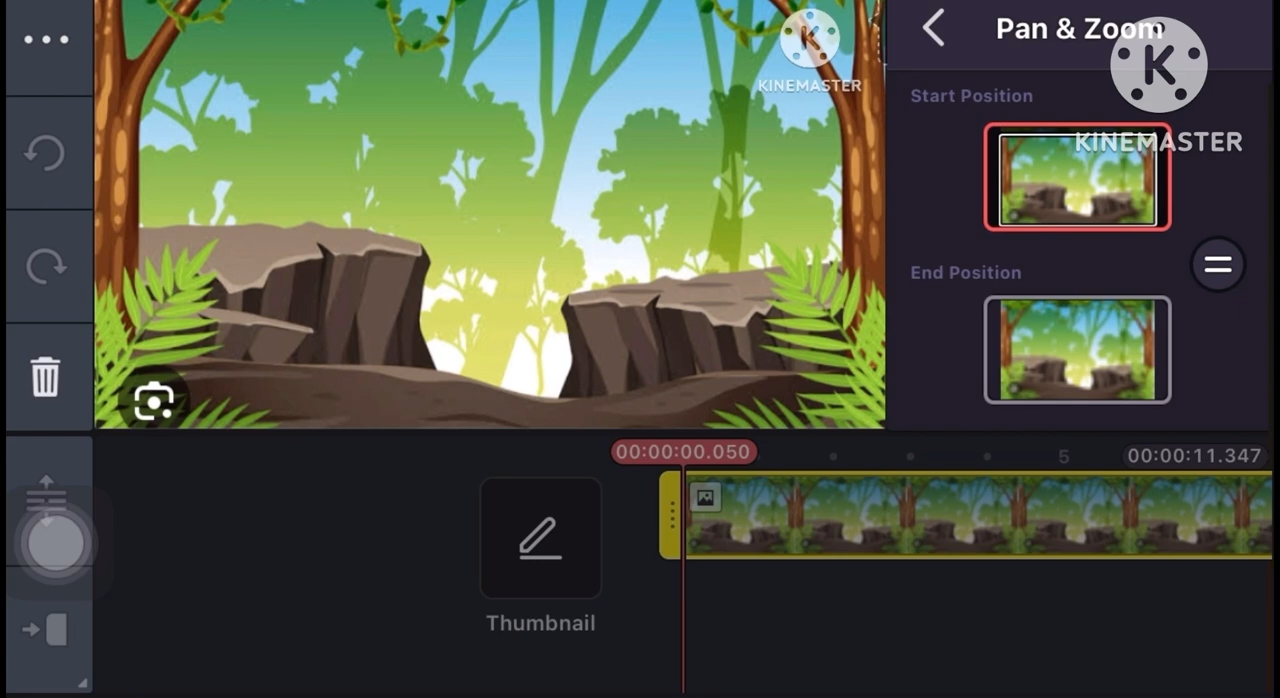 Pan & Zoom
K
KINEMASTER
K
KINEMASTER
Start Position
End Position
00:00:00.050
5
00:00:11.347
Thumbnail